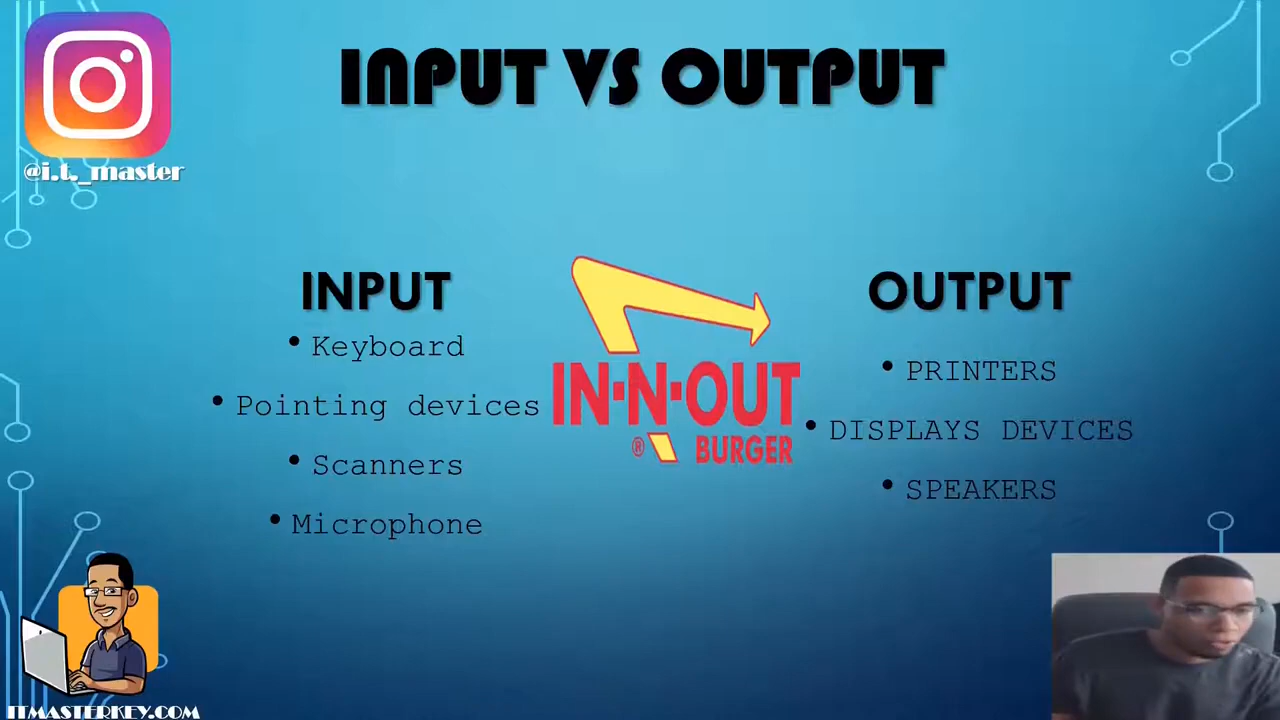 INPUT VS OUTPUT
@i.t._master
INPUT
• Keyboard
• Pointing devices
• Scanners
• Microphone
IN-N-OUT
® BURGER
OUTPUT
• PRINTERS
• DISPLAYS DEVICES
• SPEAKERS
ITMASTERKEY.COM